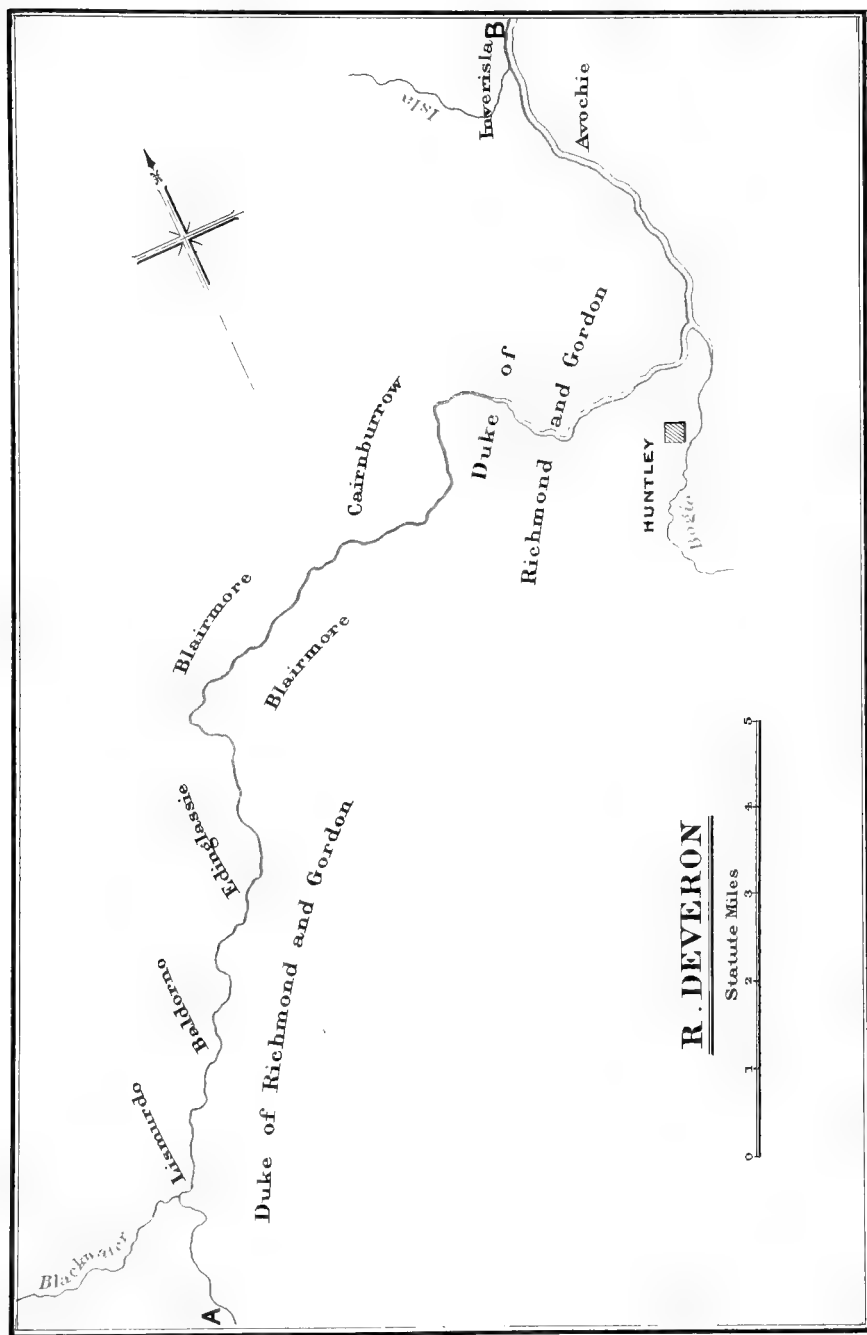 Blackwater
A
Lismurdo
Baldorno
Edinglassie
Duke of Richmond and Gordon
Blairmore
Blairmore
Cairnburrow
Duke of
Richmond and Gordon
HUNTLEY
Bogie
Isla
Inverisla
B
Avochie
R. DEVERON
Statute Miles
0 1 2 3 4 5